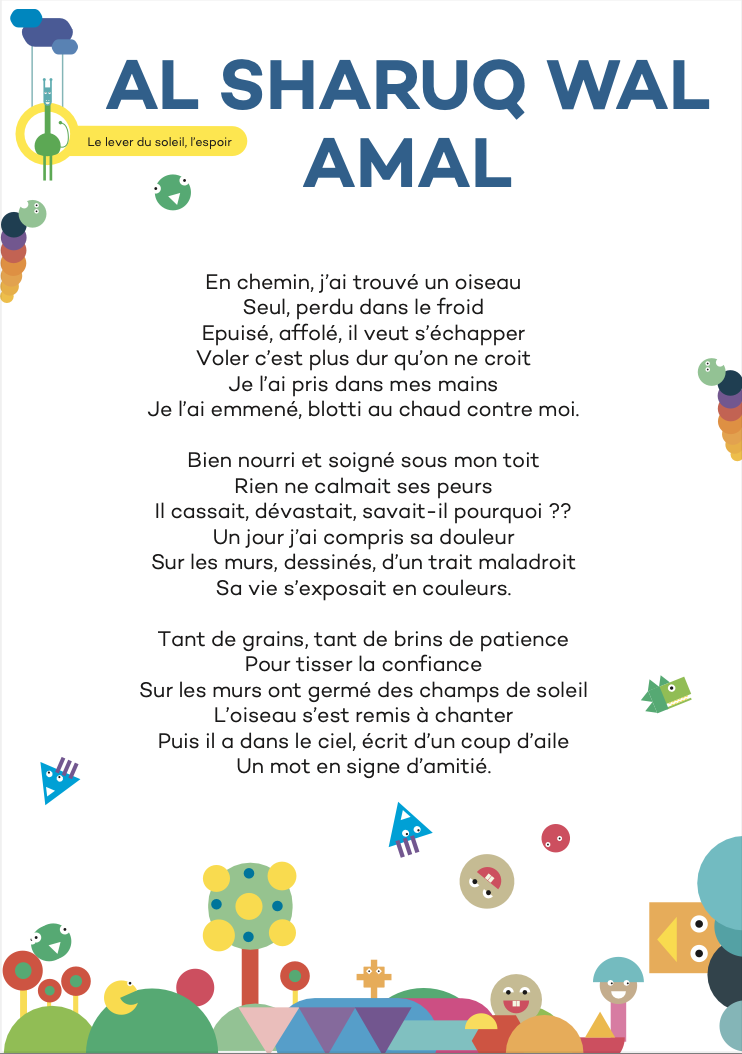 AL SHARUQ WAL
AMAL
Le lever du soleil, l'espoir
En chemin, j'ai trouvé un oiseau
Seul, perdu dans le froid
Epuisé, affolé, il veut s'échapper
Voler c'est plus dur qu'on ne croit
Je l'ai pris dans mes mains
Je l'ai emmené, blotti au chaud contre moi.
Bien nourri et soigné sous mon toit
Rien ne calmait ses peurs
Il cassait, dévastait, savait-il pourquoi ??
Un jour j'ai compris sa douleur
Sur les murs, dessinés, d'un trait maladroit
Sa vie s'exposait en couleurs.
Tant de grains, tant de brins de patience
Pour tisser la confiance
Sur les murs ont germé des champs de soleil
L'oiseau s'est remis à chanter
Puis il a dans le ciel, écrit d'un coup d'aile
Un mot en signe d'amitié.